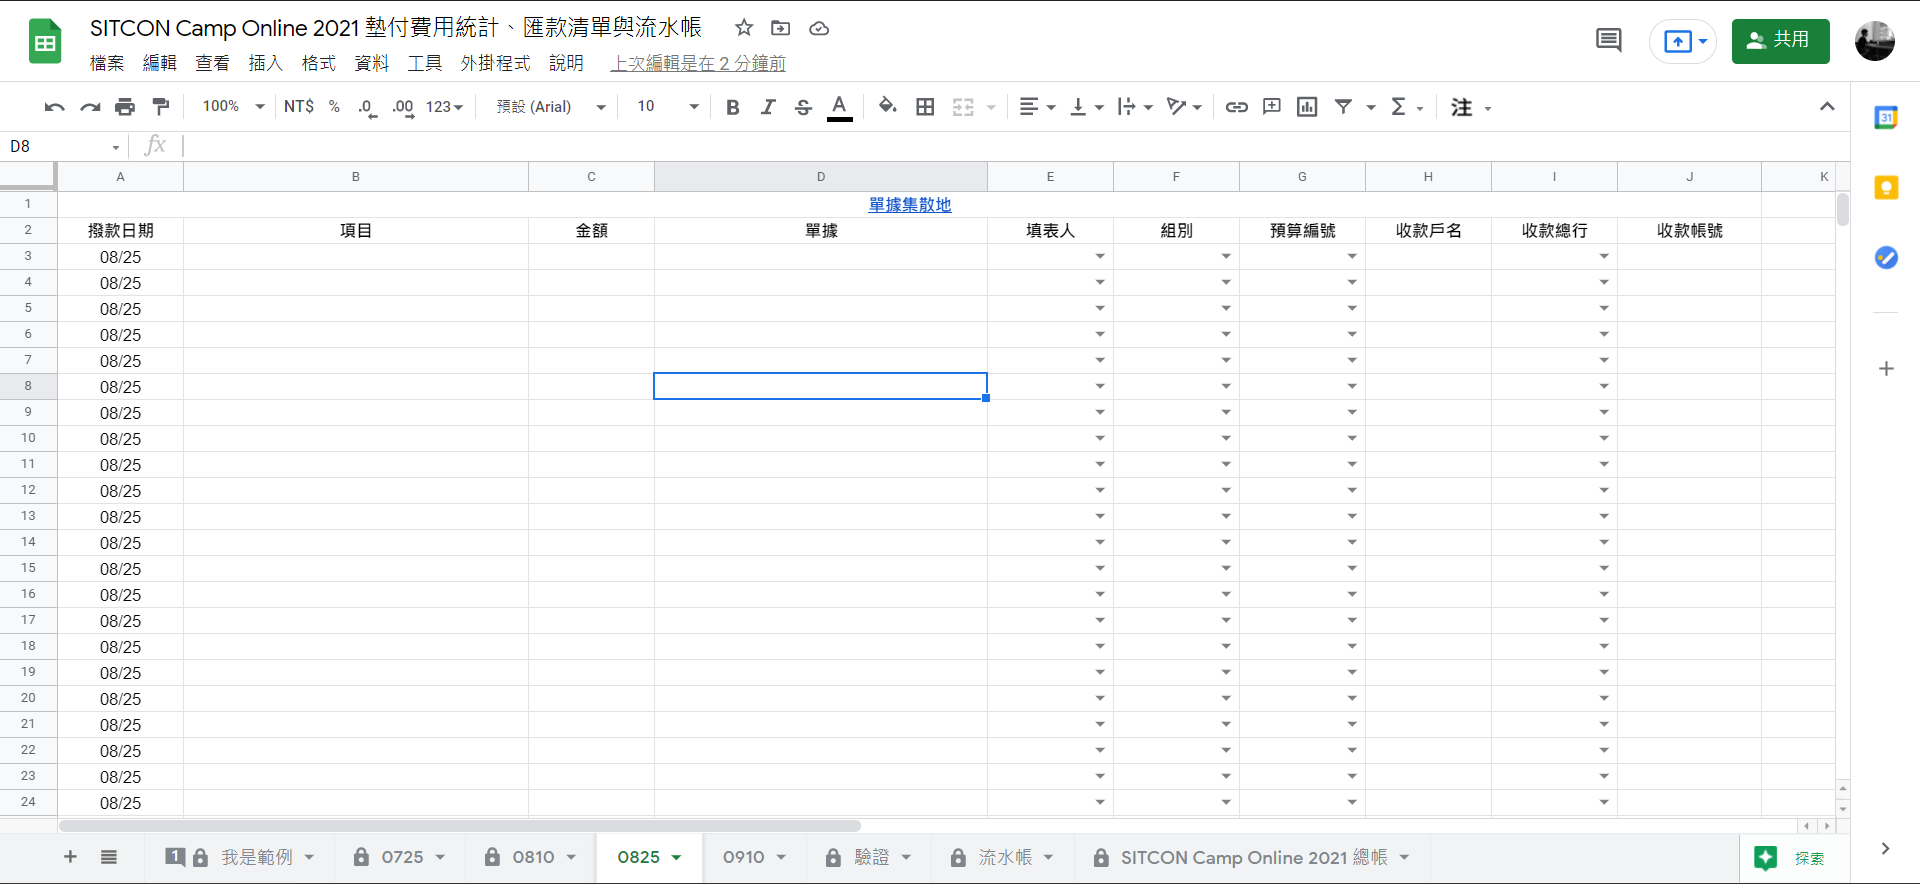 SITCON Camp Online 2021 墊付費用統計、匯款清單與流水帳
檔案 編輯 查看 插入 格式 資料 工具 外掛程式 說明 上次編輯是在 2 分鐘前
共用
100% NT$ % .0 .00 123 預設 (Arial) 10 B I S A Σ 注
D8 fx
A B C D E F G H I J K
1 單據集散地
2 撥款日期 項目 金額 單據 填表人 組別 預算編號 收款戶名 收款總行 收款帳號
3 08/25
4 08/25
5 08/25
6 08/25
7 08/25
8 08/25
9 08/25
10 08/25
11 08/25
12 08/25
13 08/25
14 08/25
15 08/25
16 08/25
17 08/25
18 08/25
19 08/25
20 08/25
21 08/25
22 08/25
23 08/25
24 08/25
31
1 我是範例 0725 0810 0825 0910 驗證 流水帳 SITCON Camp Online 2021 總帳 探索